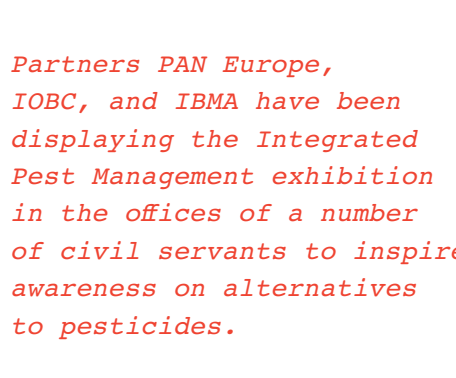 Partners PAN Europe,
IOBC, and IBMA have been
displaying the Integrated
Pest Management exhibition
in the offices of a number
of civil servants to inspire
awareness on alternatives
to pesticides.